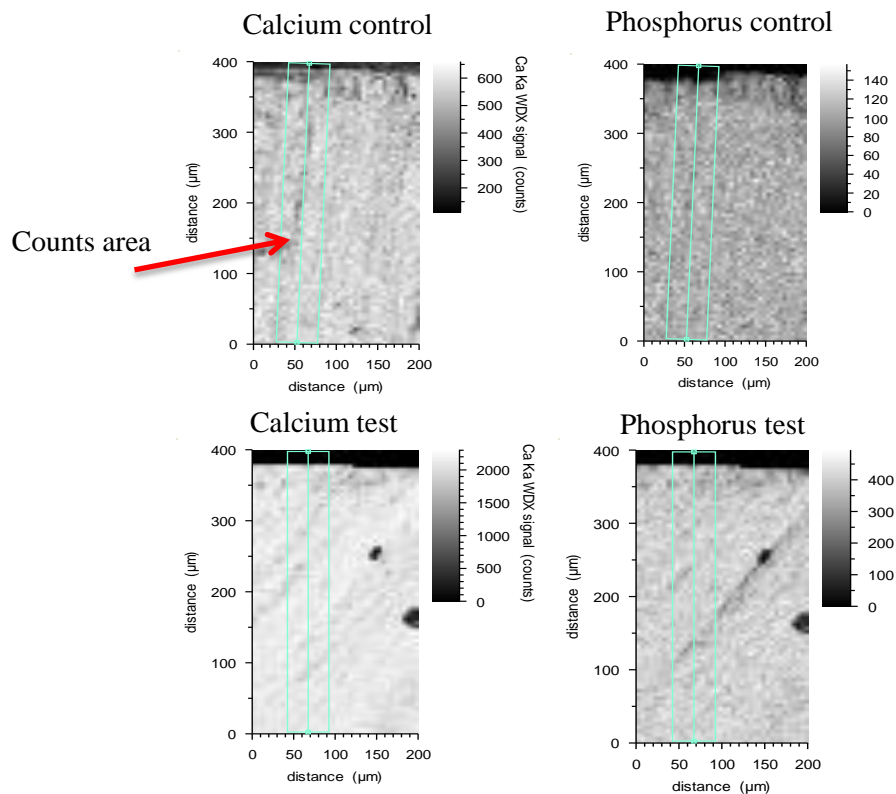 Calcium control
Phosphorus control
400
300
200
100
0
distance (µm)
0 50 100 150 200
distance (µm)
600
500
400
300
200
Ca Ka WDX signal (counts)
Counts area
400
300
200
100
0
distance (µm)
0 50 100 150 200
distance (µm)
140
120
100
80
60
40
20
0
Calcium test
Phosphorus test
400
300
200
100
0
distance (µm)
0 50 100 150 200
distance (µm)
2000
1500
1000
500
0
Ca Ka WDX signal (counts)
400
300
200
100
0
distance (µm)
0 50 100 150 200
distance (µm)
400
300
200
100
0